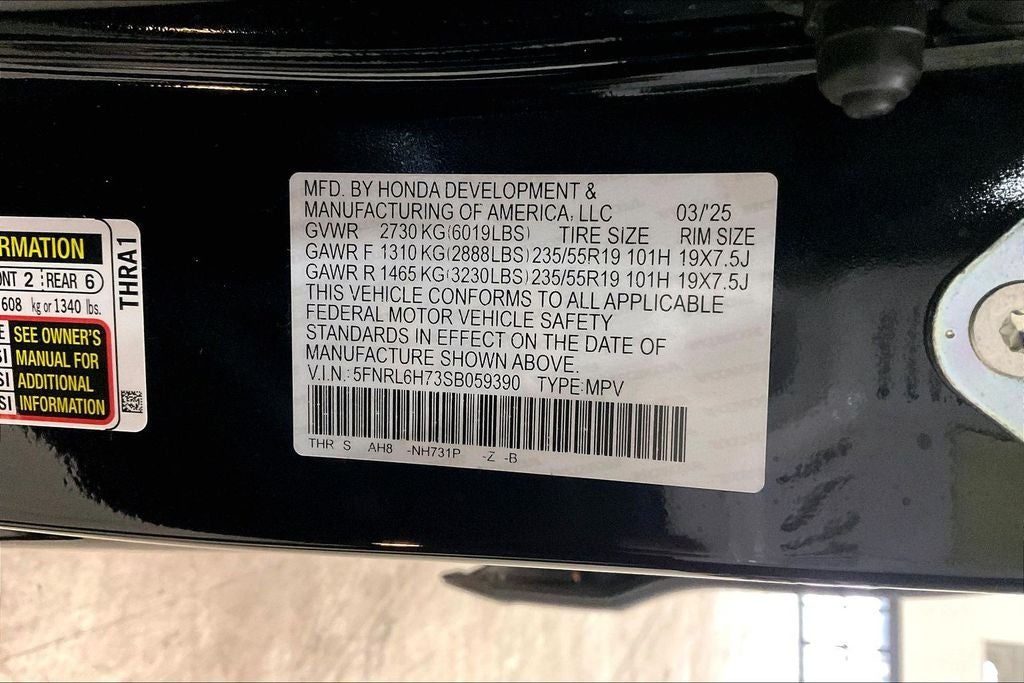 RMATION
NT 2 REAR 6
608 kg or 1340 lbs.
SEE OWNER'S
MANUAL FOR
ADDITIONAL
INFORMATION
THRA1
MFD. BY HONDA DEVELOPMENT &
MANUFACTURING OF AMERICA, LLC 03/'25
GVWR 2730 KG(6019LBS) TIRE SIZE RIM SIZE
GAWR F 1310 KG(2888LBS) 235/55R19 101H 19X7.5J
GAWR R 1465 KG(3230LBS) 235/55R19 101H 19X7.5J
THIS VEHICLE CONFORMS TO ALL APPLICABLE
FEDERAL MOTOR VEHICLE SAFETY
STANDARDS IN EFFECT ON THE DATE OF
MANUFACTURE SHOWN ABOVE.
V.I.N.: 5FNRL6H73SB059390 TYPE:MPV
THR S AH8 -NH731P -Z -B